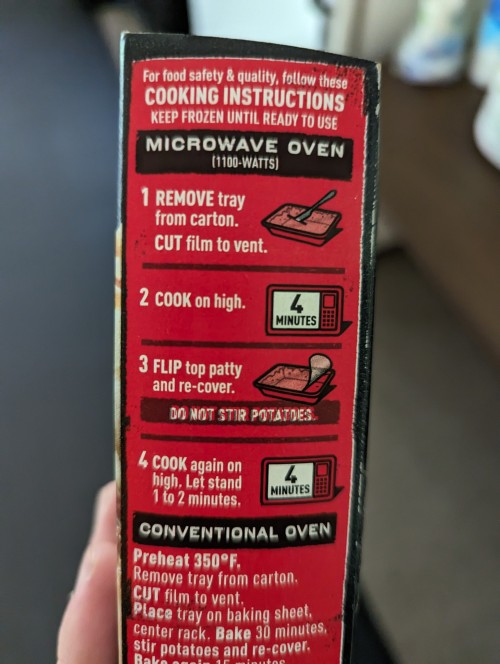 For food safety & quality, follow these
COOKING INSTRUCTIONS
KEEP FROZEN UNTIL READY TO USE
MICROWAVE OVEN
(1100-WATTS)
1 REMOVE tray
from carton.
CUT film to vent.
2 COOK on high.
4
MINUTES
3 FLIP top patty
and re-cover.
DO NOT STIR POTATOES.
4 COOK again on
high. Let stand
1 to 2 minutes.
4
MINUTES
CONVENTIONAL OVEN
Preheat 350°F.
Remove tray from carton.
CUT film to vent.
Place tray on baking sheet,
center rack. Bake 30 minutes,
stir potatoes and re-cover.
Bake again 15 minutes